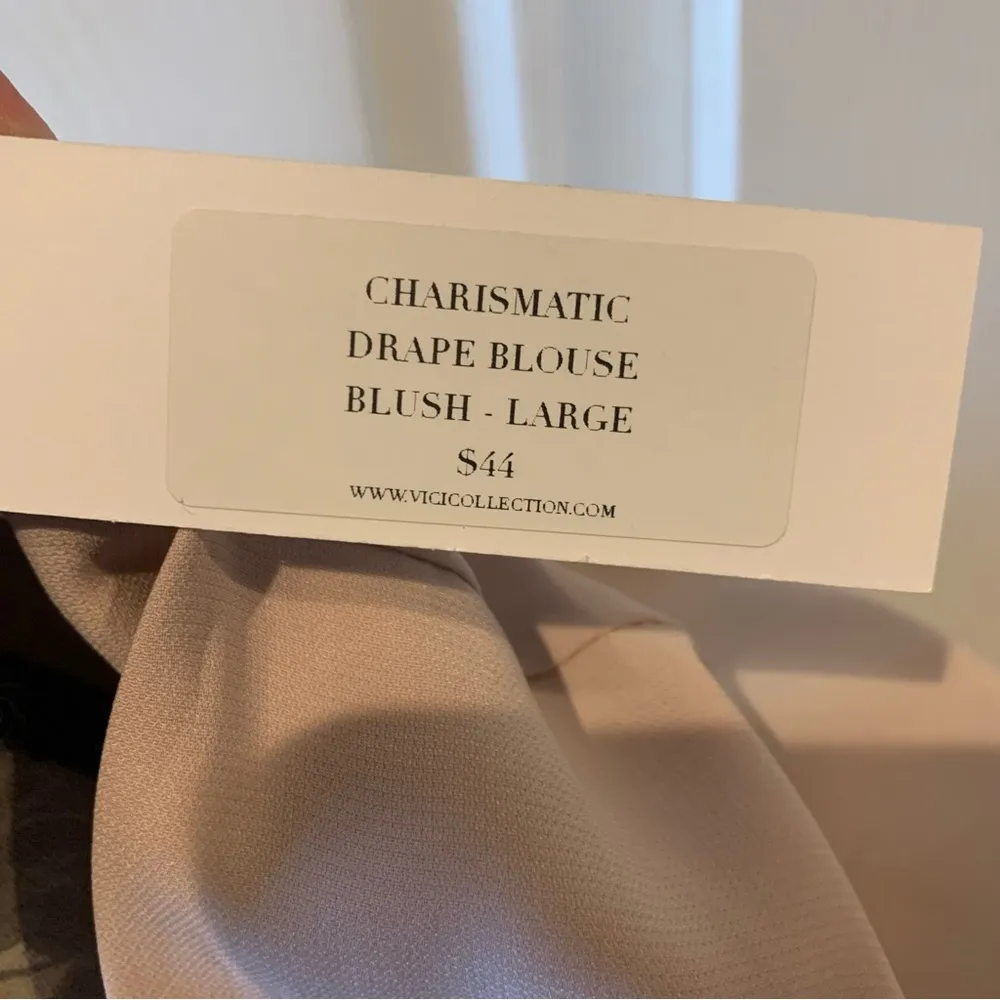 CHARISMATIC
DRAPE BLOUSE
BLUSH - LARGE
$44
WWW.VICICOLLECTION.COM